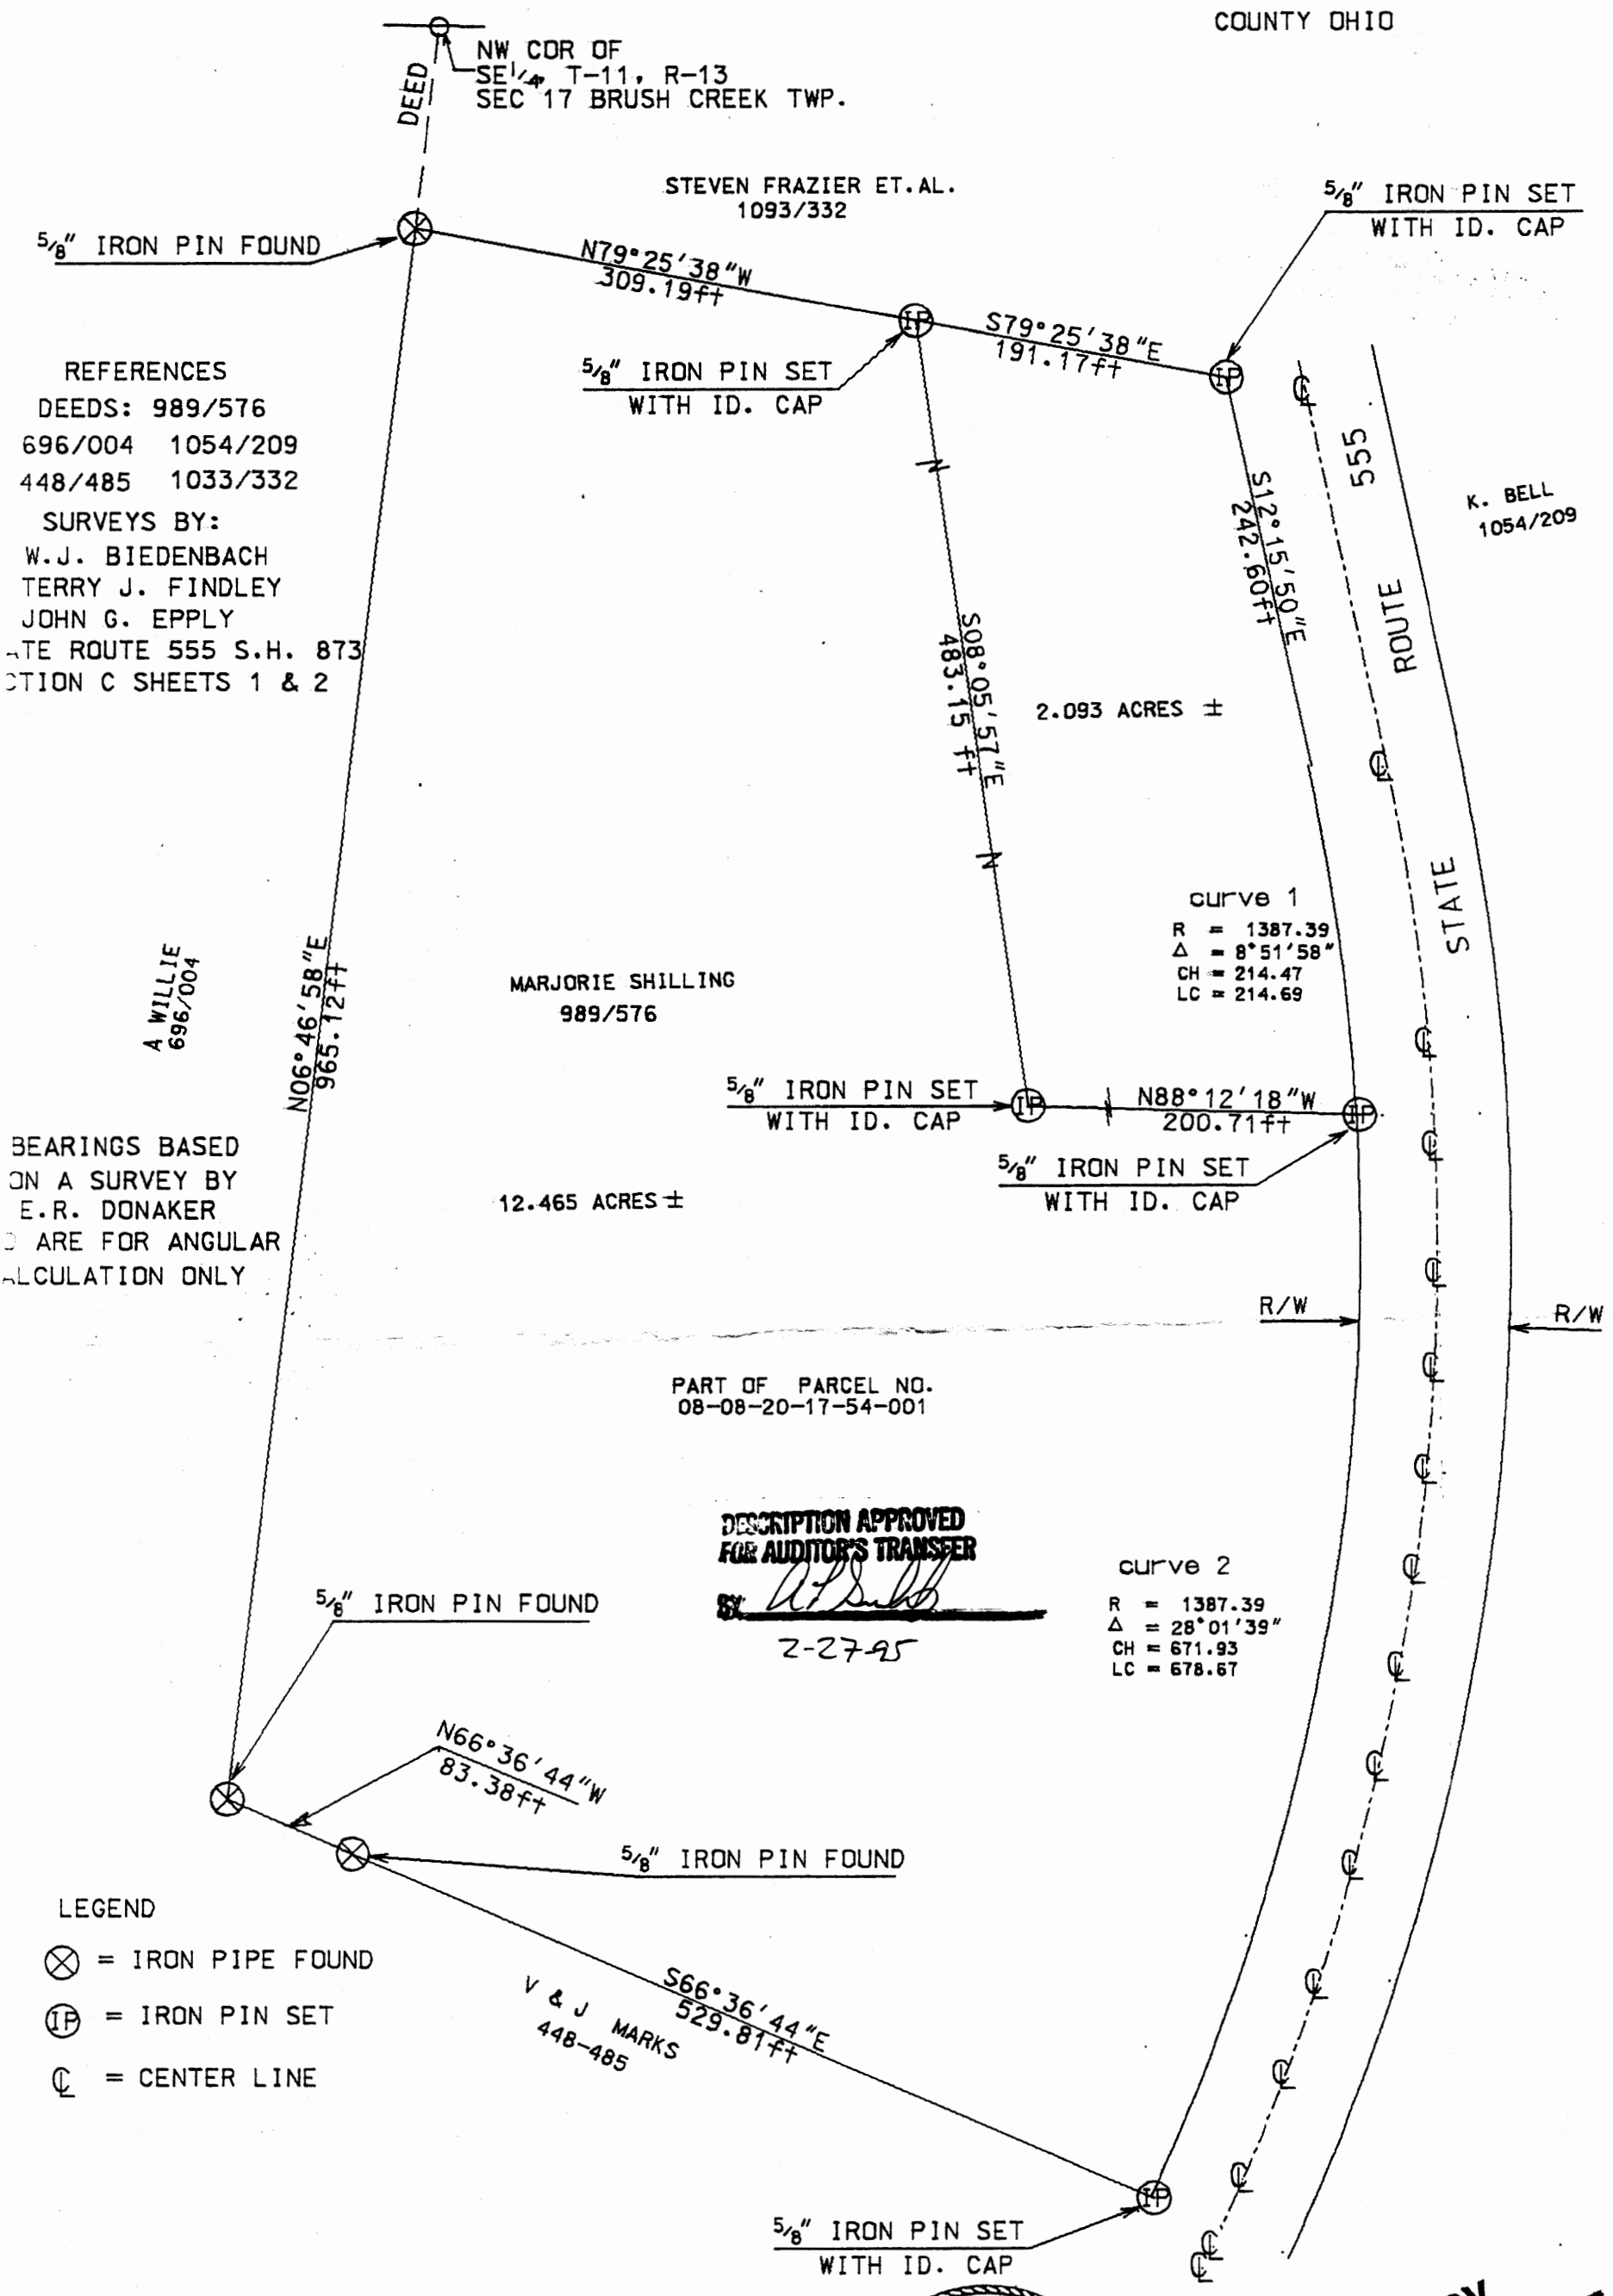 COUNTY OHIO
NW COR OF
SE 1/4, T-11, R-13
SEC 17 BRUSH CREEK TWP.
DEED
STEVEN FRAZIER ET.AL.
1093/332
5/8" IRON PIN SET
WITH ID. CAP
5/8" IRON PIN FOUND
N79°25'38"W
309.19ft
S79°25'38"E
191.17ft
5/8" IRON PIN SET
WITH ID. CAP
REFERENCES
DEEDS: 989/576
696/004 1054/209
448/485 1033/332
SURVEYS BY:
W.J. BIEDENBACH
TERRY J. FINDLEY
JOHN G. EPPLY
ATE ROUTE 555 S.H. 873
CTION C SHEETS 1 & 2
S12°15'50"E
242.60ft
555
ROUTE
STATE
K. BELL
1054/209
S08°05'57"E
483.15 ft
2.093 ACRES ±
curve 1
R = 1387.39
Δ = 8°51'58"
CH = 214.47
LC = 214.69
A WILLIE
696/004
N06°46'58"E
965.12ft
MARJORIE SHILLING
989/576
5/8" IRON PIN SET
WITH ID. CAP
N88°12'18"W
200.71ft
5/8" IRON PIN SET
WITH ID. CAP
BEARINGS BASED
ON A SURVEY BY
E.R. DONAKER
D ARE FOR ANGULAR
ALCULATION ONLY
12.465 ACRES ±
R/W
R/W
PART OF PARCEL NO.
08-08-20-17-54-001
DESCRIPTION APPROVED
FOR AUDITOR'S TRANSFER
BY
2-27-95
curve 2
R = 1387.39
Δ = 28°01'39"
CH = 671.93
LC = 678.67
5/8" IRON PIN FOUND
N66°36'44"W
83.38ft
5/8" IRON PIN FOUND
LEGEND
= IRON PIPE FOUND
IP = IRON PIN SET
℄ = CENTER LINE
V & J MARKS
448-485
S66°36'44"E
529.81ft
5/8" IRON PIN SET
WITH ID. CAP